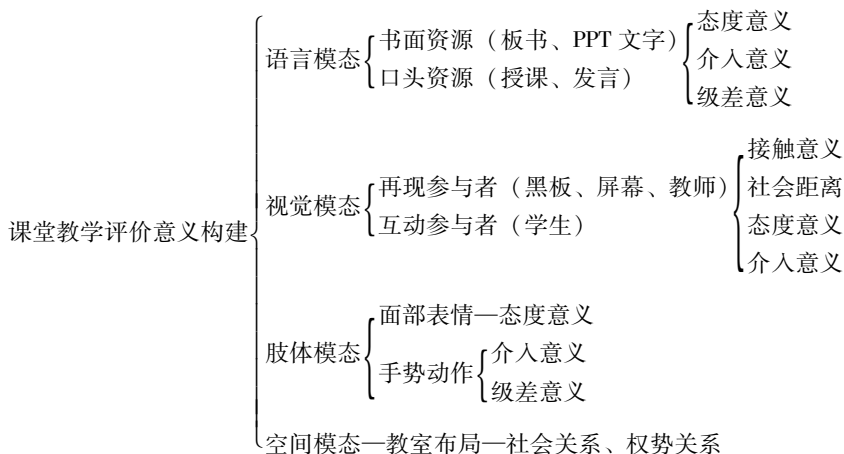 态度意义
语言模态 书面资源（板书、PPT 文字） 介入意义
口头资源（授课、发言）
级差意义
接触意义
视觉模态 再现参与者（黑板、屏幕、教师） 社会距离
课堂教学评价意义构建 互动参与者（学生） 态度意义
介入意义
面部表情—态度意义
肢体模态 介入意义
手势动作
级差意义
空间模态—教室布局—社会关系、权势关系